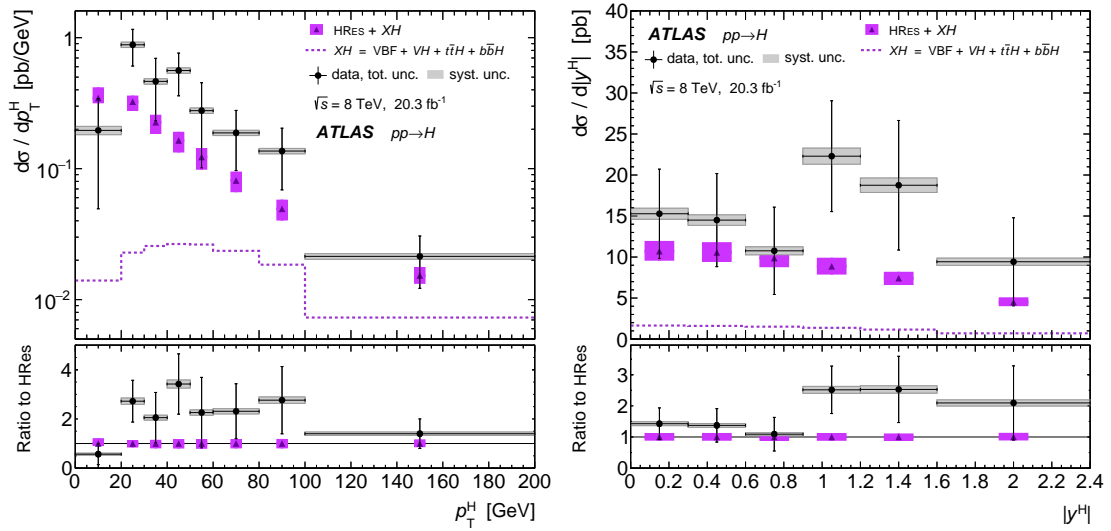 dσ / dp_T^H [pb/GeV]
1
10⁻¹
10⁻²
HRES + XH
XH = VBF + VH + tt̄H + bb̄H
data, tot. unc. syst. unc.
√s = 8 TeV, 20.3 fb⁻¹
ATLAS pp→H
Ratio to HRes
4
2
0
0 20 40 60 80 100 120 140 160 180 200
p_T^H [GeV]
dσ / d|y^H| [pb]
40
35
30
25
20
15
10
5
0
ATLAS pp→H
HRES + XH
XH = VBF + VH + tt̄H + bb̄H
data, tot. unc. syst. unc.
√s = 8 TeV, 20.3 fb⁻¹
Ratio to HRes
3
2
1
0
0 0.2 0.4 0.6 0.8 1 1.2 1.4 1.6 1.8 2 2.2 2.4
|y^H|